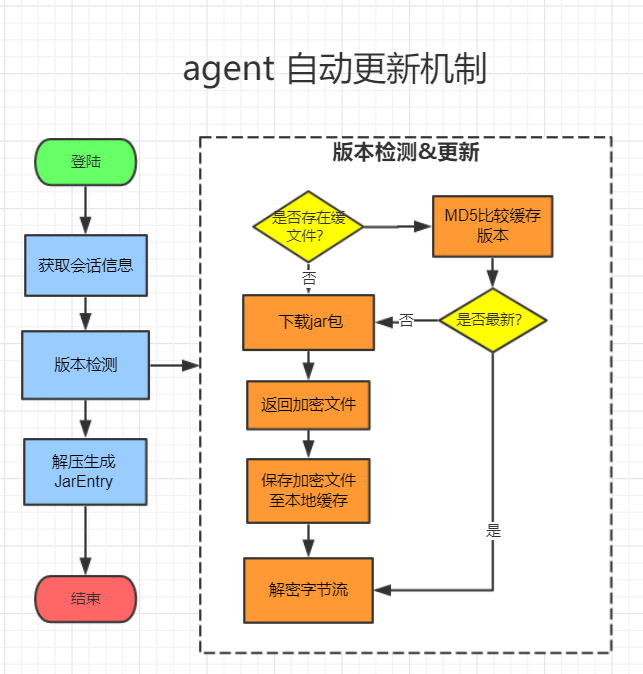 agent 自动更新机制
登陆
获取会话信息
版本检测
解压生成
JarEntry
结束
版本检测&更新
是否存在缓
文件?
MD5比较缓存
版本
否
下载jar包
否
是否最新?
返回加密文件
保存加密文件
至本地缓存
是
解密字节流